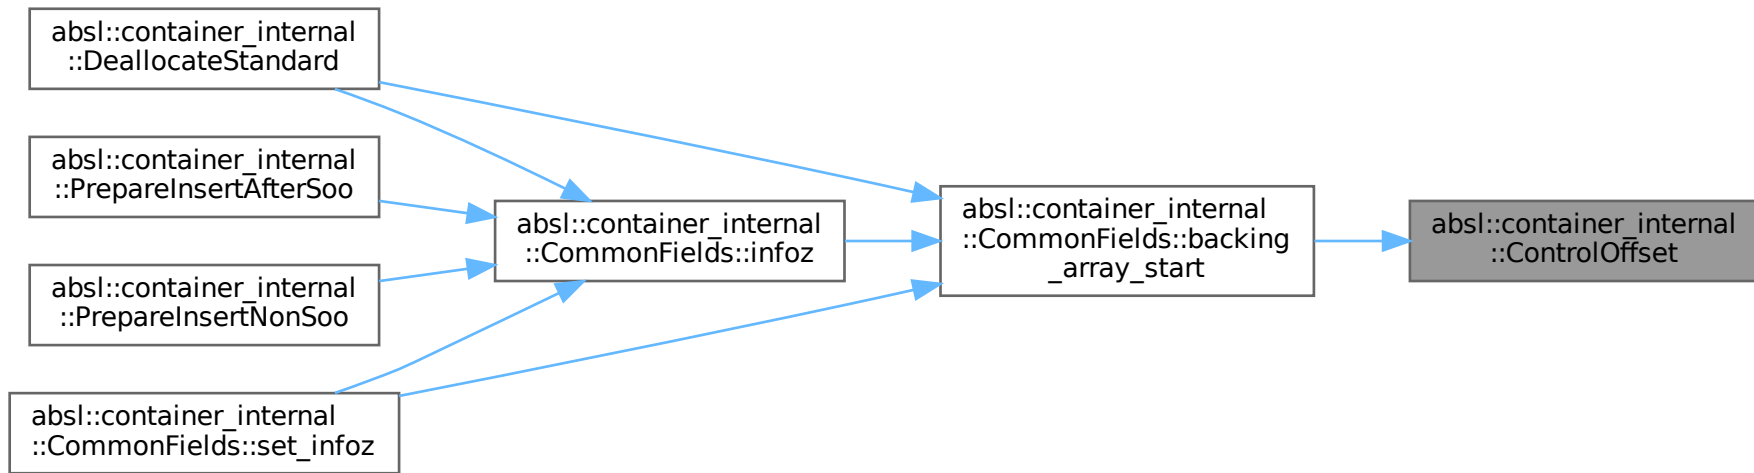 absl::container_internal
::DeallocateStandard
absl::container_internal
::PrepareInsertAfterSoo
absl::container_internal
::PrepareInsertNonSoo
absl::container_internal
::CommonFields::set_infoz
absl::container_internal
::CommonFields::infoz
absl::container_internal
::CommonFields::backing
_array_start
absl::container_internal
::ControlOffset